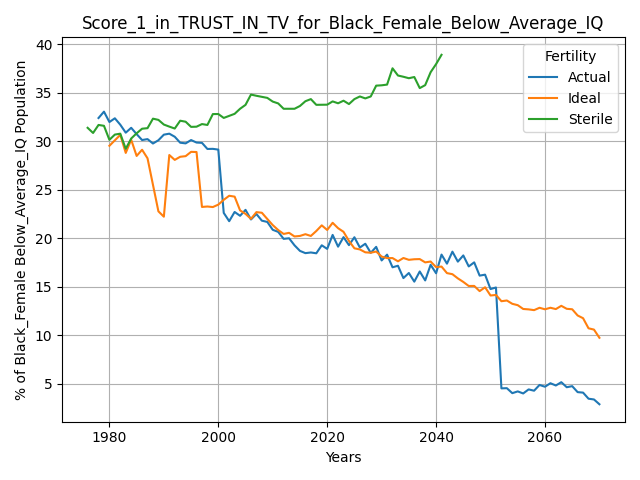 Score_1_in_TRUST_IN_TV_for_Black_Female_Below_Average_IQ
% of Black_Female Below_Average_IQ Population
40
35
30
25
20
15
10
5
Fertility
Actual
Ideal
Sterile
1980
2000
2020
2040
2060
Years